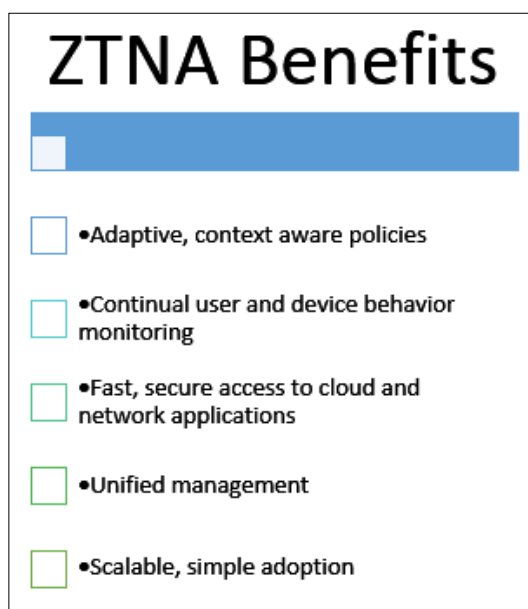 ZTNA Benefits
•Adaptive, context aware policies
•Continual user and device behavior
monitoring
•Fast, secure access to cloud and
network applications
•Unified management
•Scalable, simple adoption